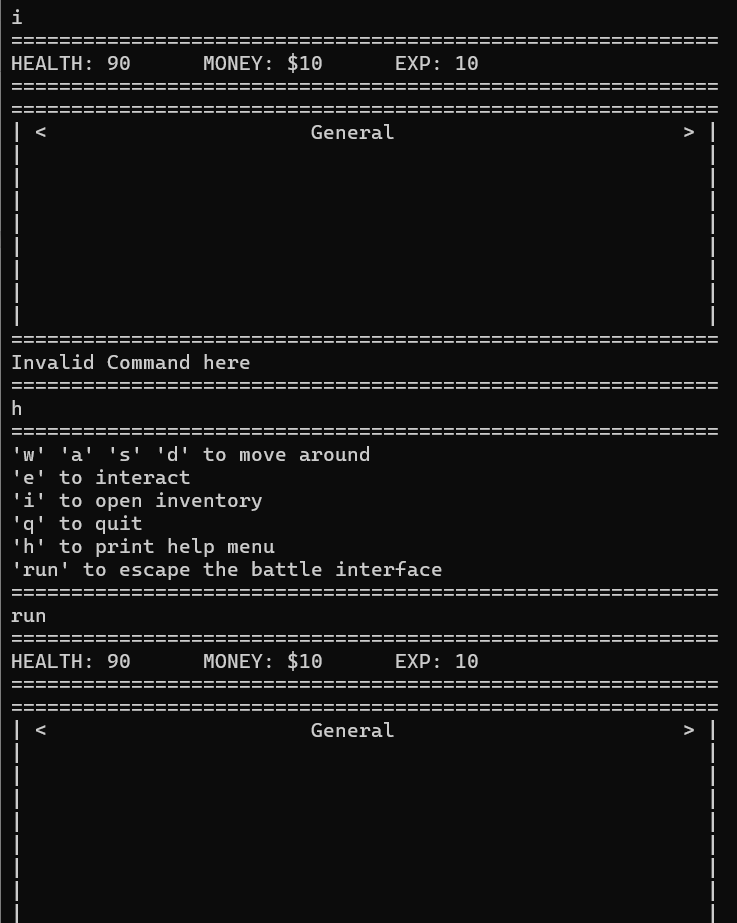 i
===========================================================
HEALTH: 90      MONEY: $10      EXP: 10
===========================================================
===========================================================
| <                      General                        > |
|                                                         |
|                                                         |
|                                                         |
|                                                         |
|                                                         |
|                                                         |
|                                                         |
|                                                         |
===========================================================
Invalid Command here
===========================================================
h
===========================================================
'w' 'a' 's' 'd' to move around
'e' to interact
'i' to open inventory
'q' to quit
'h' to print help menu
'run' to escape the battle interface
===========================================================
run
===========================================================
HEALTH: 90      MONEY: $10      EXP: 10
===========================================================
===========================================================
| <                      General                        > |
|                                                         |
|                                                         |
|                                                         |
|                                                         |
|                                                         |
|                                                         |
|                                                         |
|                                                         |